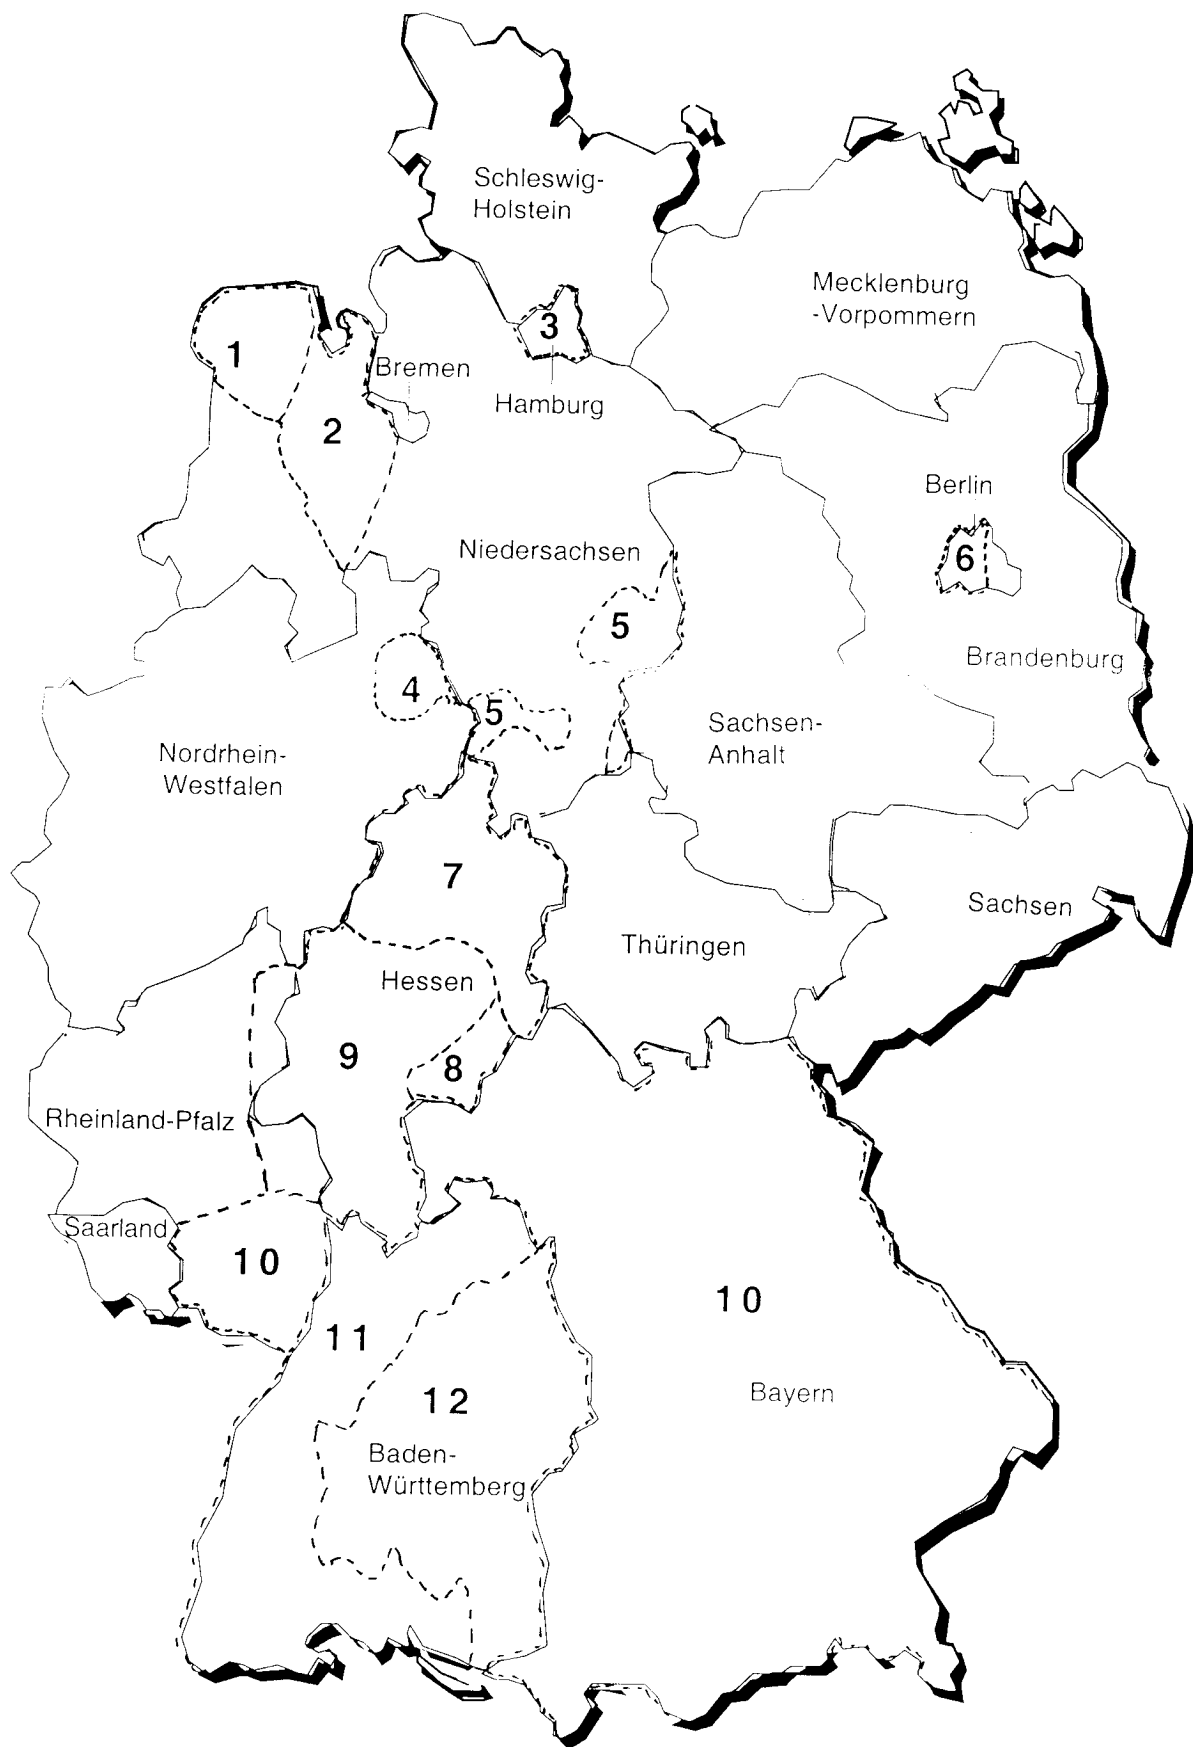 Schleswig-
Holstein
Mecklenburg
-Vorpommern
3
1
Bremen
Hamburg
2
Berlin
Niedersachsen
6
5
Brandenburg
4
5
Sachsen-
Anhalt
Nordrhein-
Westfalen
7
Sachsen
Thüringen
Hessen
9
8
Rheinland-Pfalz
Saarland
10
10
11
Bayern
12
Baden-
Württemberg